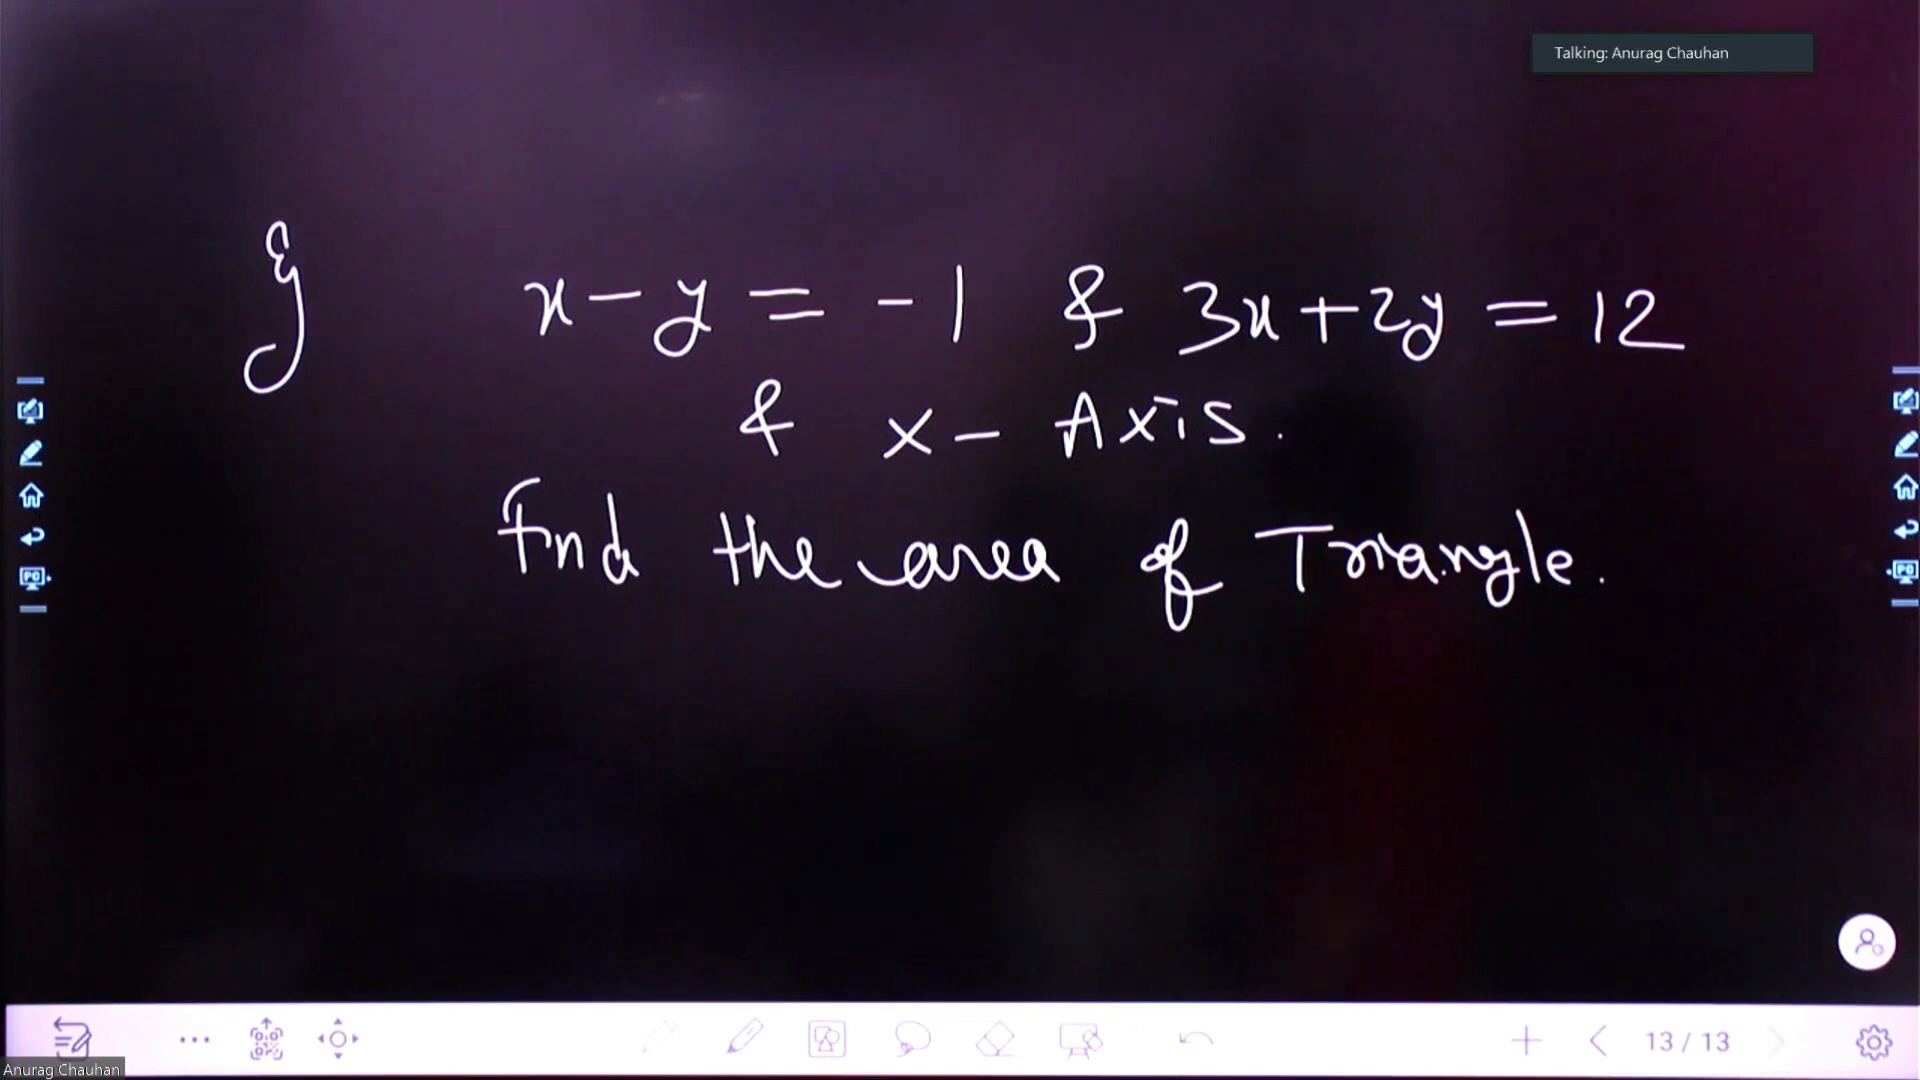 Talking: Anurag Chauhan
x - y = -1 & 3x + 2y = 12
& x - Axis.
find the area of Triangle.
13 / 13
Anurag Chauhan